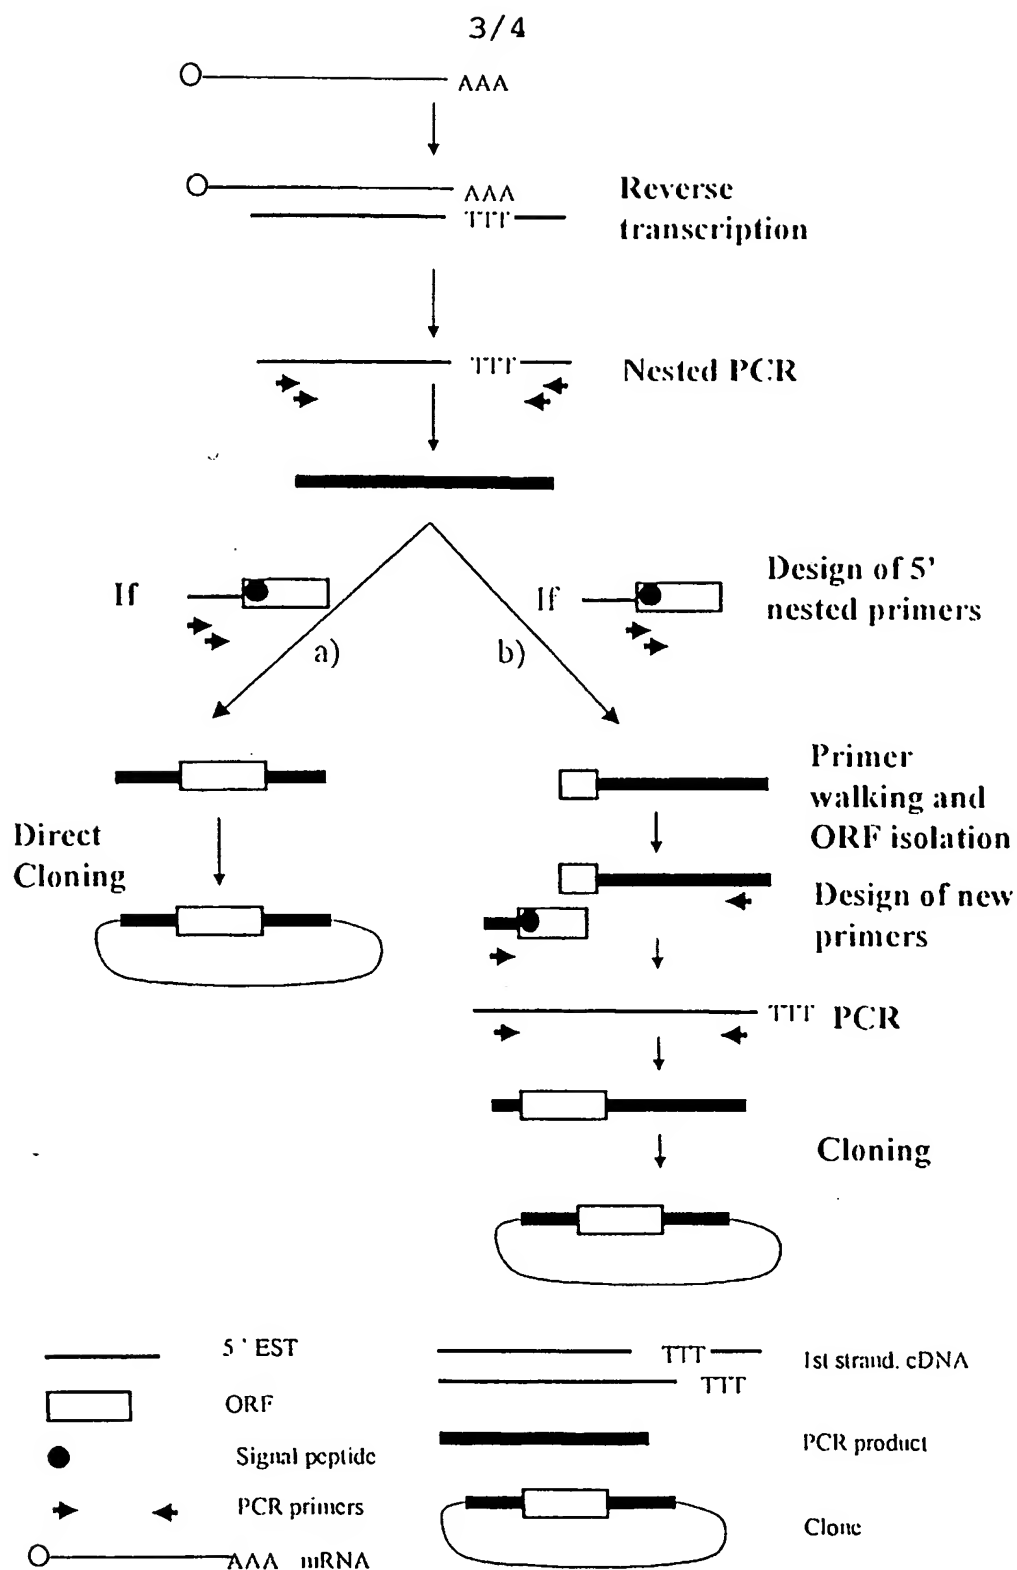 3/4
AAA
AAA
TTT
Reverse
transcription
TTT
Nested PCR
If
If
Design of 5'
nested primers
a)
b)
Primer
walking and
ORF isolation
Direct
Cloning
Design of new
primers
TTT
PCR
Cloning
5 ' EST
ORF
Signal peptide
PCR primers
AAA mRNA
TTT
TTT
1st strand. cDNA
PCR product
Clone